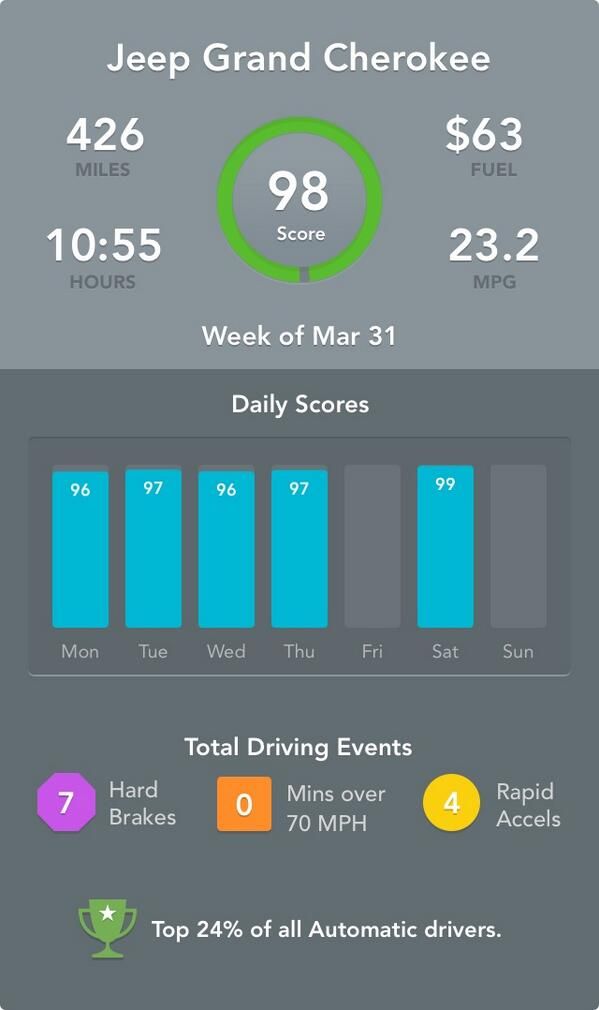 Jeep Grand Cherokee
426
MILES
98
Score
$63
FUEL
10:55
HOURS
23.2
MPG
Week of Mar 31
Daily Scores
96 97 96 97 99
Mon Tue Wed Thu Fri Sat Sun
Total Driving Events
7
Hard
Brakes
0
Mins over
70 MPH
4
Rapid
Accels
Top 24% of all Automatic drivers.